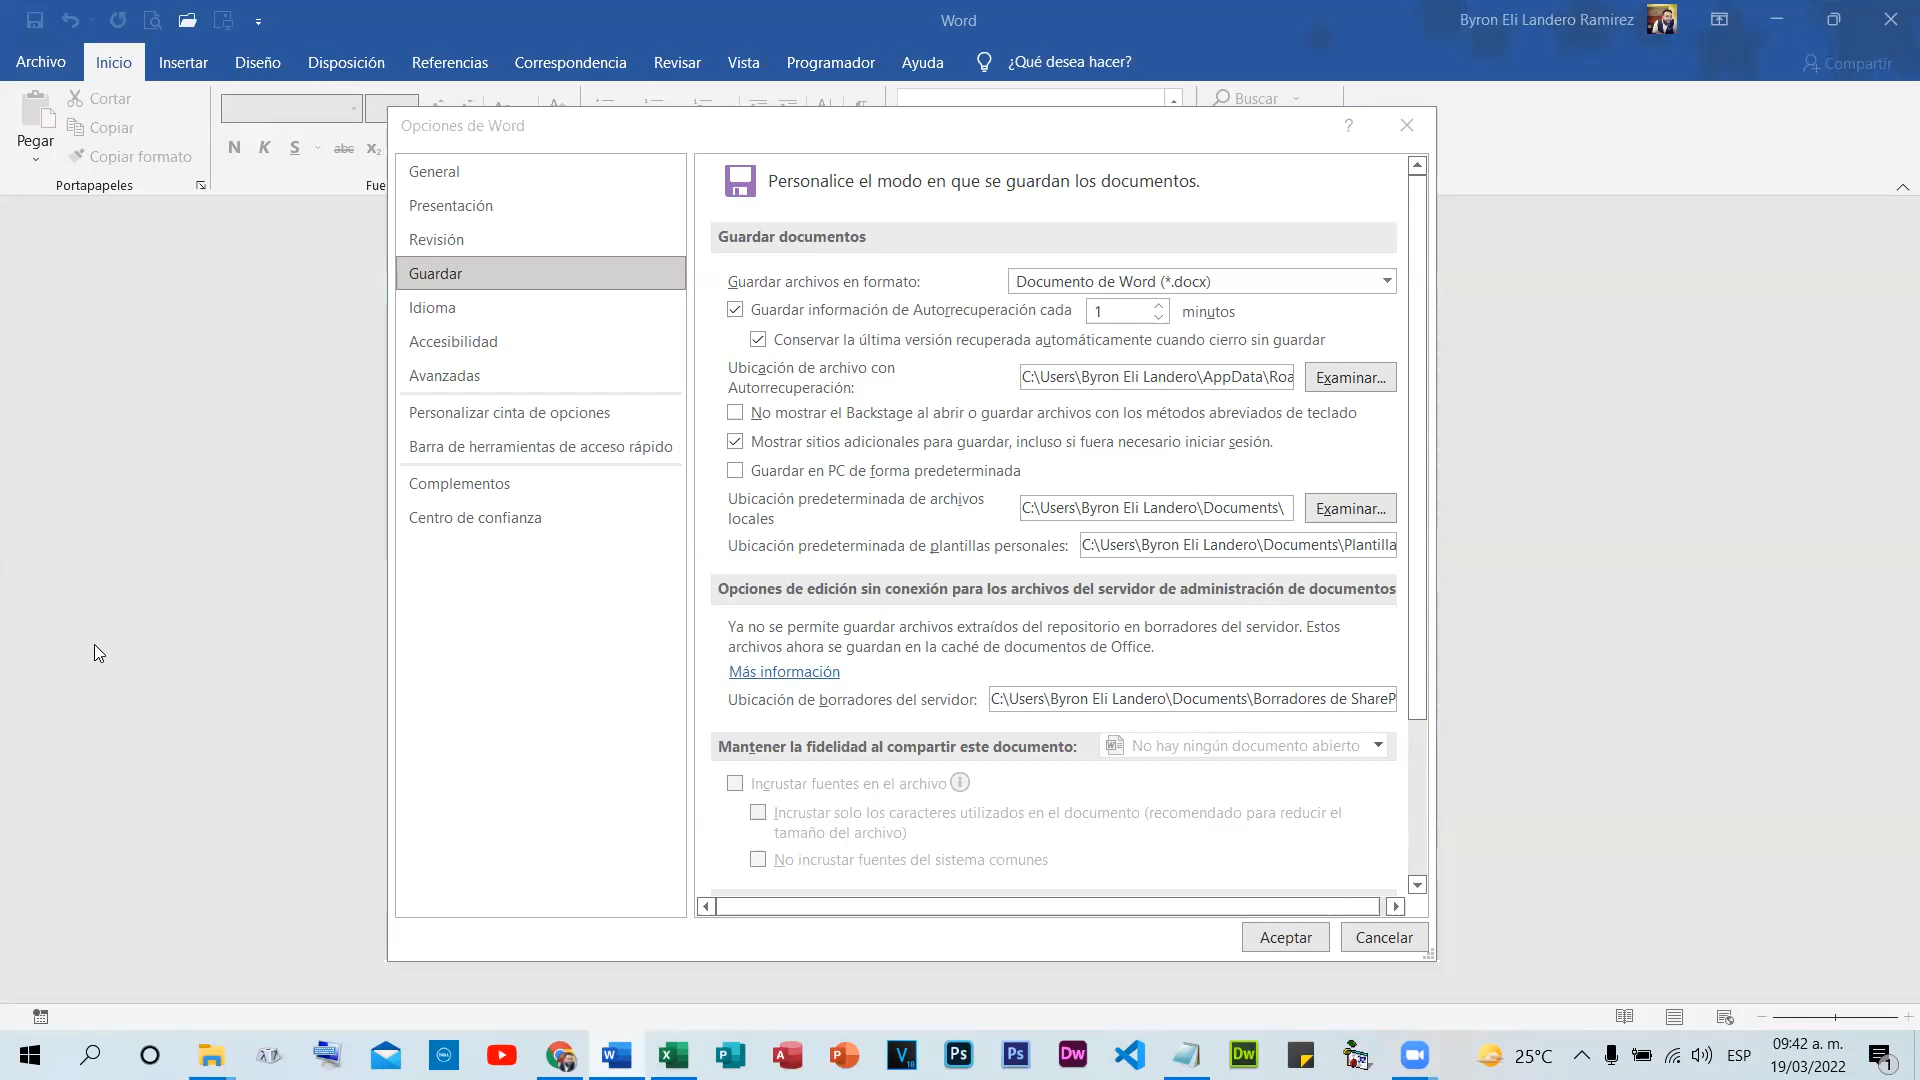 Word
Byron Eli Landero Ramirez
Archivo
Inicio
Insertar
Diseño
Disposición
Referencias
Correspondencia
Revisar
Vista
Programador
Ayuda
¿Qué desea hacer?
Compartir
Pegar
Cortar
Copiar
Copiar formato
Portapapeles
N K S abc x₂
Fue
Buscar
Opciones de Word
?
General
Presentación
Revisión
Guardar
Idioma
Accesibilidad
Avanzadas
Personalizar cinta de opciones
Barra de herramientas de acceso rápido
Complementos
Centro de confianza
Personalice el modo en que se guardan los documentos.
Guardar documentos
Guardar archivos en formato: Documento de Word (*.docx)
Guardar información de Autorrecuperación cada 1 minutos
Conservar la última versión recuperada automáticamente cuando cierro sin guardar
Ubicación de archivo con
Autorrecuperación: C:\Users\Byron Eli Landero\AppData\Roa Examinar...
No mostrar el Backstage al abrir o guardar archivos con los métodos abreviados de teclado
Mostrar sitios adicionales para guardar, incluso si fuera necesario iniciar sesión.
Guardar en PC de forma predeterminada
Ubicación predeterminada de archivos
locales C:\Users\Byron Eli Landero\Documents\ Examinar...
Ubicación predeterminada de plantillas personales: C:\Users\Byron Eli Landero\Documents\Plantilla
Opciones de edición sin conexión para los archivos del servidor de administración de documentos
Ya no se permite guardar archivos extraídos del repositorio en borradores del servidor. Estos
archivos ahora se guardan en la caché de documentos de Office.
Más información
Ubicación de borradores del servidor: C:\Users\Byron Eli Landero\Documents\Borradores de ShareP
Mantener la fidelidad al compartir este documento: No hay ningún documento abierto
Incrustar fuentes en el archivo
Incrustar solo los caracteres utilizados en el documento (recomendado para reducir el
tamaño del archivo)
No incrustar fuentes del sistema comunes
Aceptar
Cancelar
25°C
ESP
09:42 a. m.
19/03/2022
1